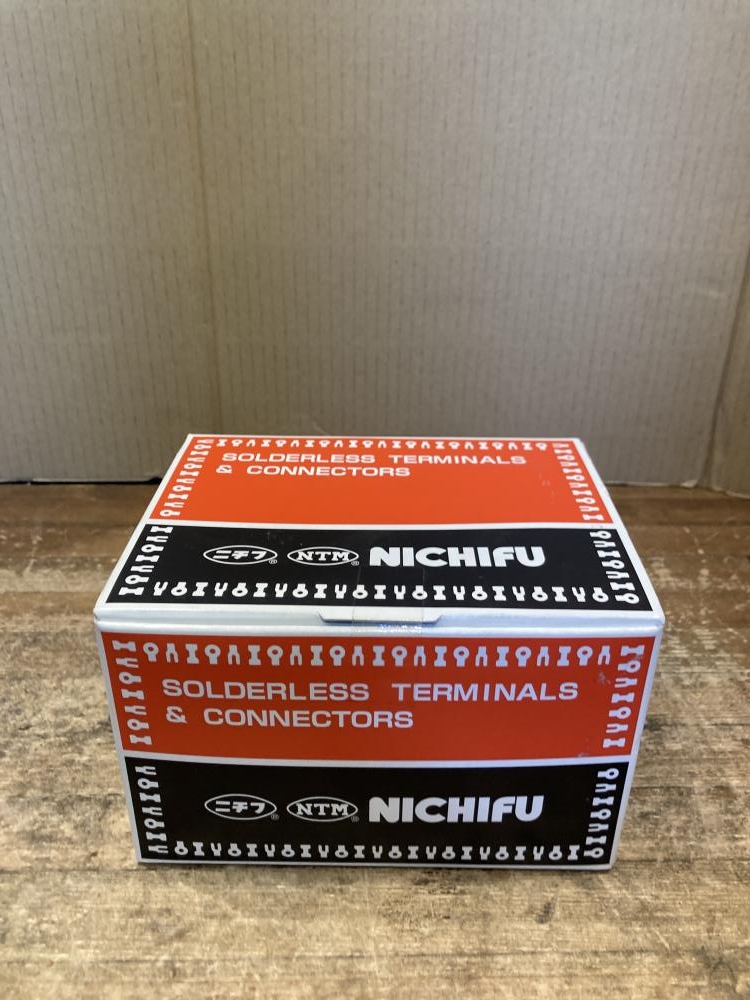 SOLDERLESS TERMINALS
& CONNECTORS
ニチフ® NTM® NICHIFU
SOLDERLESS TERMINALS
& CONNECTORS
ニチフ® NTM® NICHIFU